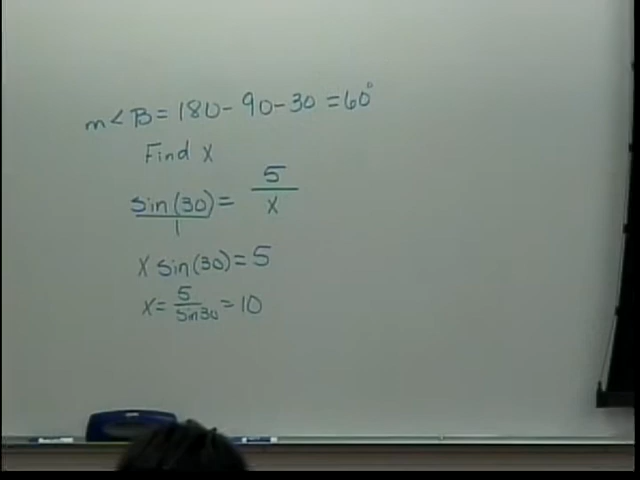 m∠B = 180 - 90 - 30 = 60°
Find x
sin(30)/1 = 5/x
x sin(30) = 5
x = 5/sin30 = 10